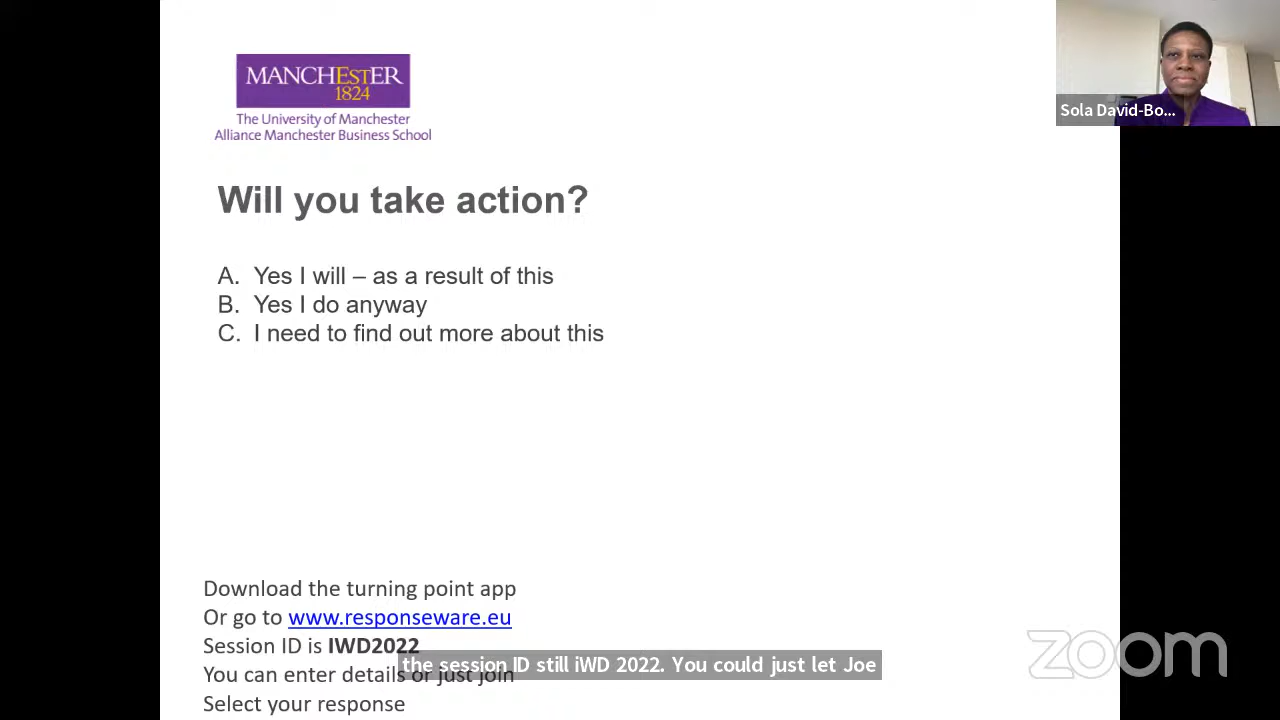 MANCHESTER
1824
The University of Manchester
Alliance Manchester Business School
Sola David-Bo...
Will you take action?
A. Yes I will – as a result of this
B. Yes I do anyway
C. I need to find out more about this
Download the turning point app
Or go to www.responseware.eu
Session ID is IWD2022
the session ID still iWD 2022. You could just let Joe
You can enter details or just join
Select your response
zoom